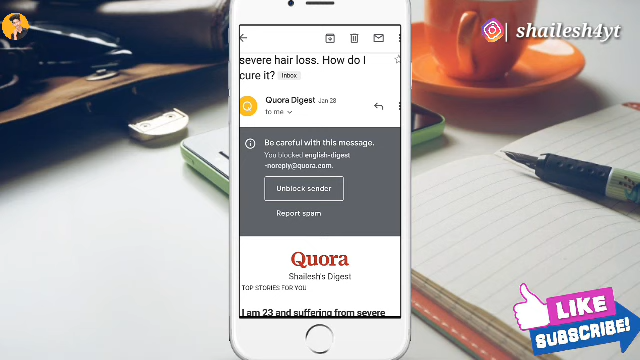 | shailesh4yt
severe hair loss. How do I
cure it? Inbox
Q
Quora Digest Jan 28
to me
Be careful with this message.
You blocked english-digest
-noreply@quora.com.
Unblock sender
Report spam
Quora
Shailesh's Digest
TOP STORIES FOR YOU
I am 23 and suffering from severe
LIKE
SUBSCRIBE!